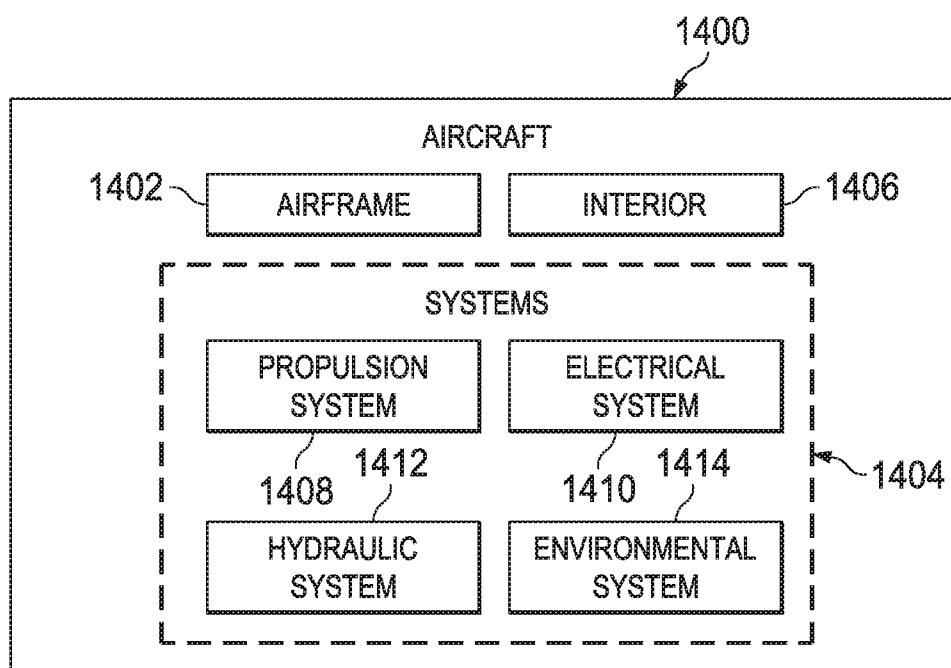 1400
AIRCRAFT
1402
AIRFRAME
INTERIOR
1406
SYSTEMS
PROPULSION
SYSTEM
ELECTRICAL
SYSTEM
1408
1412
1410
1414
1404
HYDRAULIC
SYSTEM
ENVIRONMENTAL
SYSTEM